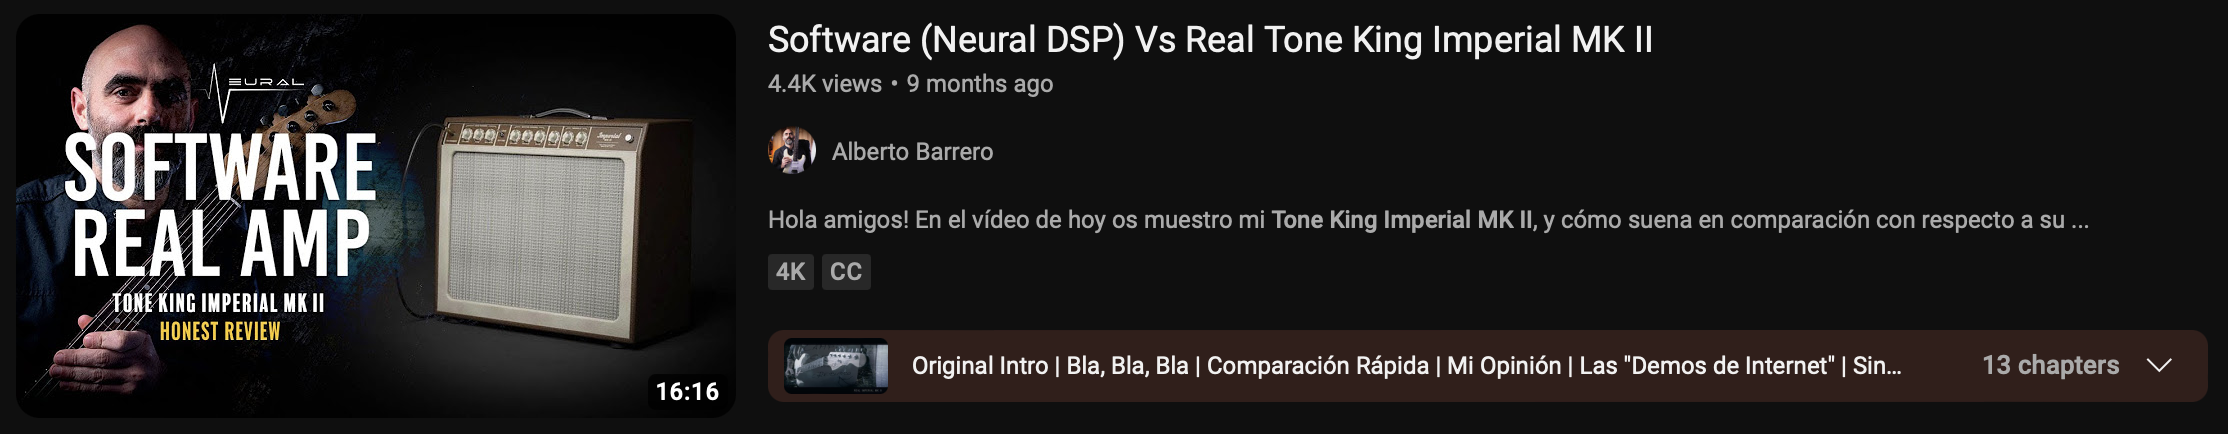 EURAL
SOFTWARE
REAL AMP
TONE KING IMPERIAL MK II
HONEST REVIEW
Imperial
16:16
Software (Neural DSP) Vs Real Tone King Imperial MK II
4.4K views • 9 months ago
Alberto Barrero
Hola amigos! En el vídeo de hoy os muestro mi Tone King Imperial MK II, y cómo suena en comparación con respecto a su ...
4K CC
Original Intro | Bla, Bla, Bla | Comparación Rápida | Mi Opinión | Las "Demos de Internet" | Sin...
13 chapters